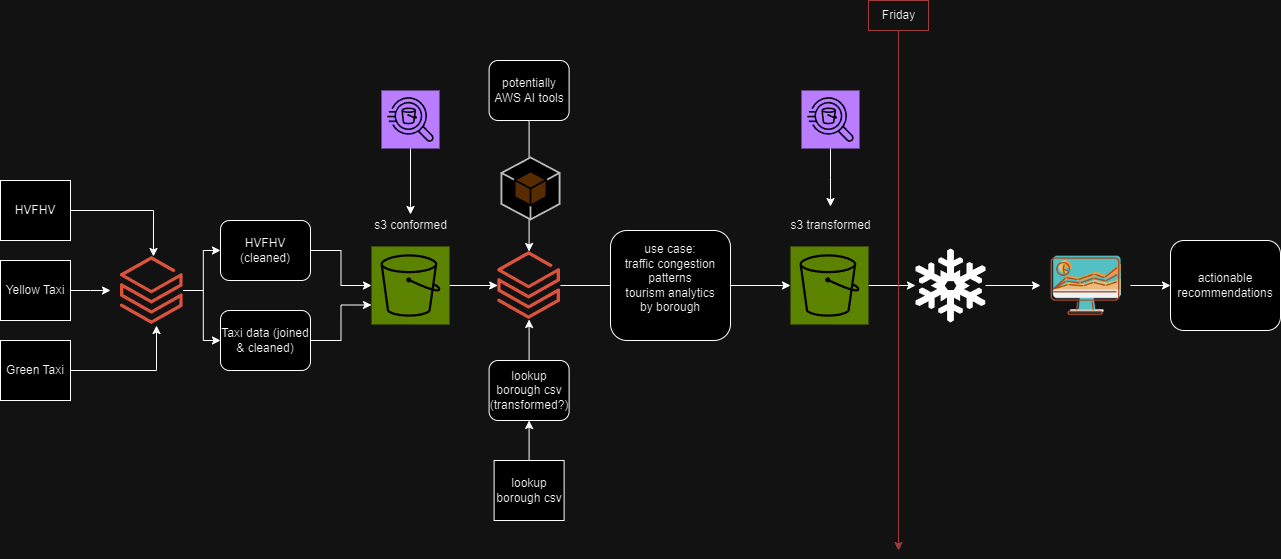 Friday
potentially
AWS AI tools
s3 conformed
s3 transformed
HVFHV
Yellow Taxi
Green Taxi
HVFHV
(cleaned)
Taxi data (joined
& cleaned)
use case:
traffic congestion
patterns
tourism analytics
by borough
actionable
recommendations
lookup
borough csv
(transformed?)
lookup
borough csv